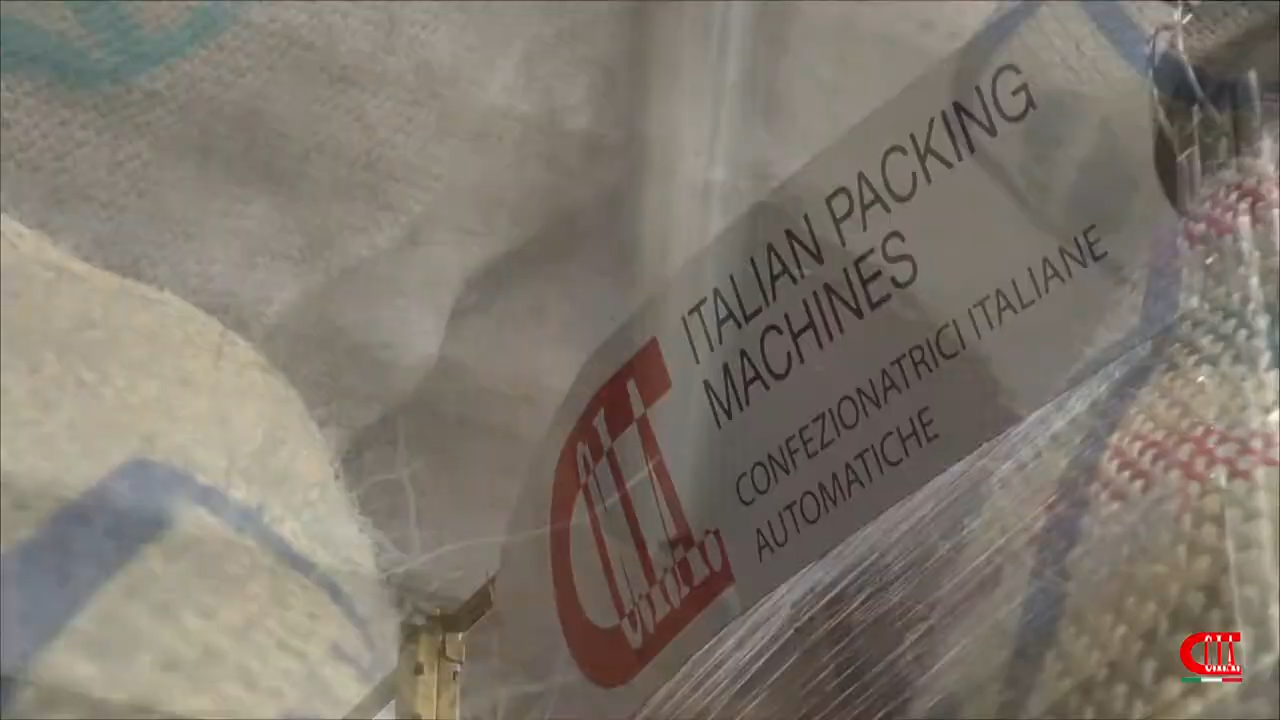 ITALIAN PACKING
MACHINES
CONFEZIONATRICI ITALIANE
AUTOMATICHE